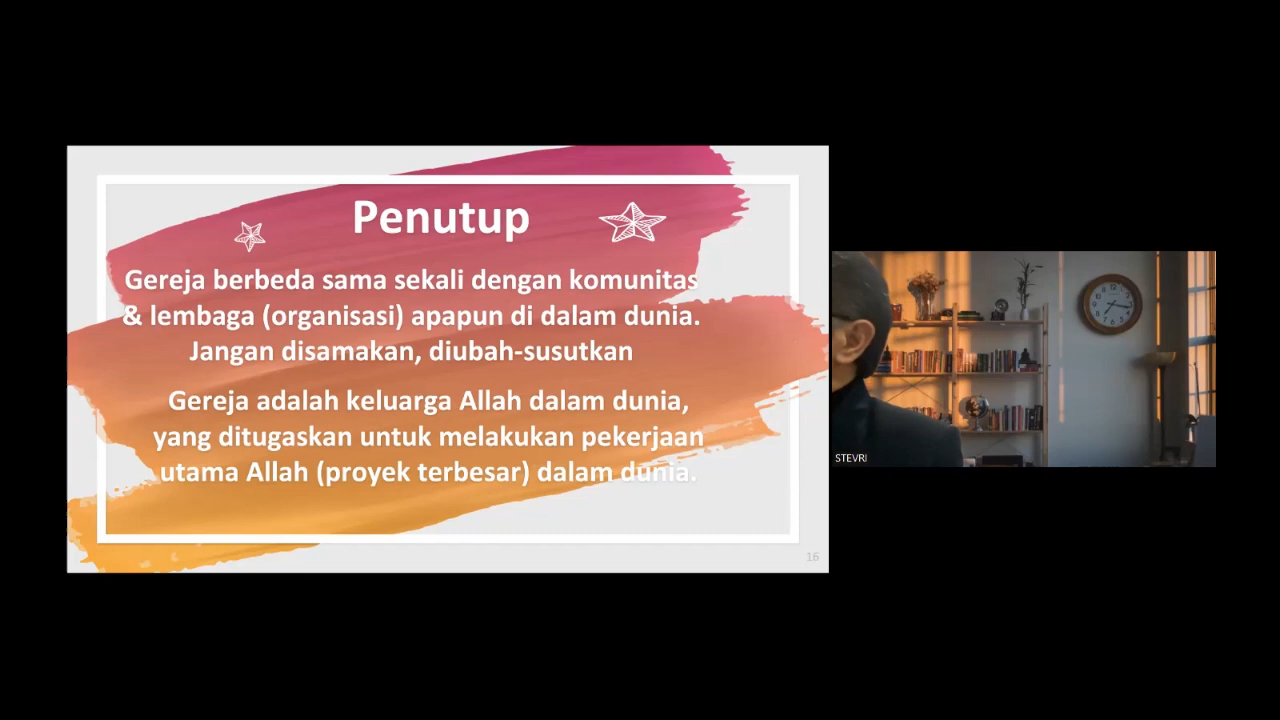 Penutup
Gereja berbeda sama sekali dengan komunitas
& lembaga (organisasi) apapun di dalam dunia.
Jangan disamakan, diubah-susutkan
Gereja adalah keluarga Allah dalam dunia,
yang ditugaskan untuk melakukan pekerjaan
utama Allah (proyek terbesar) dalam dunia.
16
STEVRI